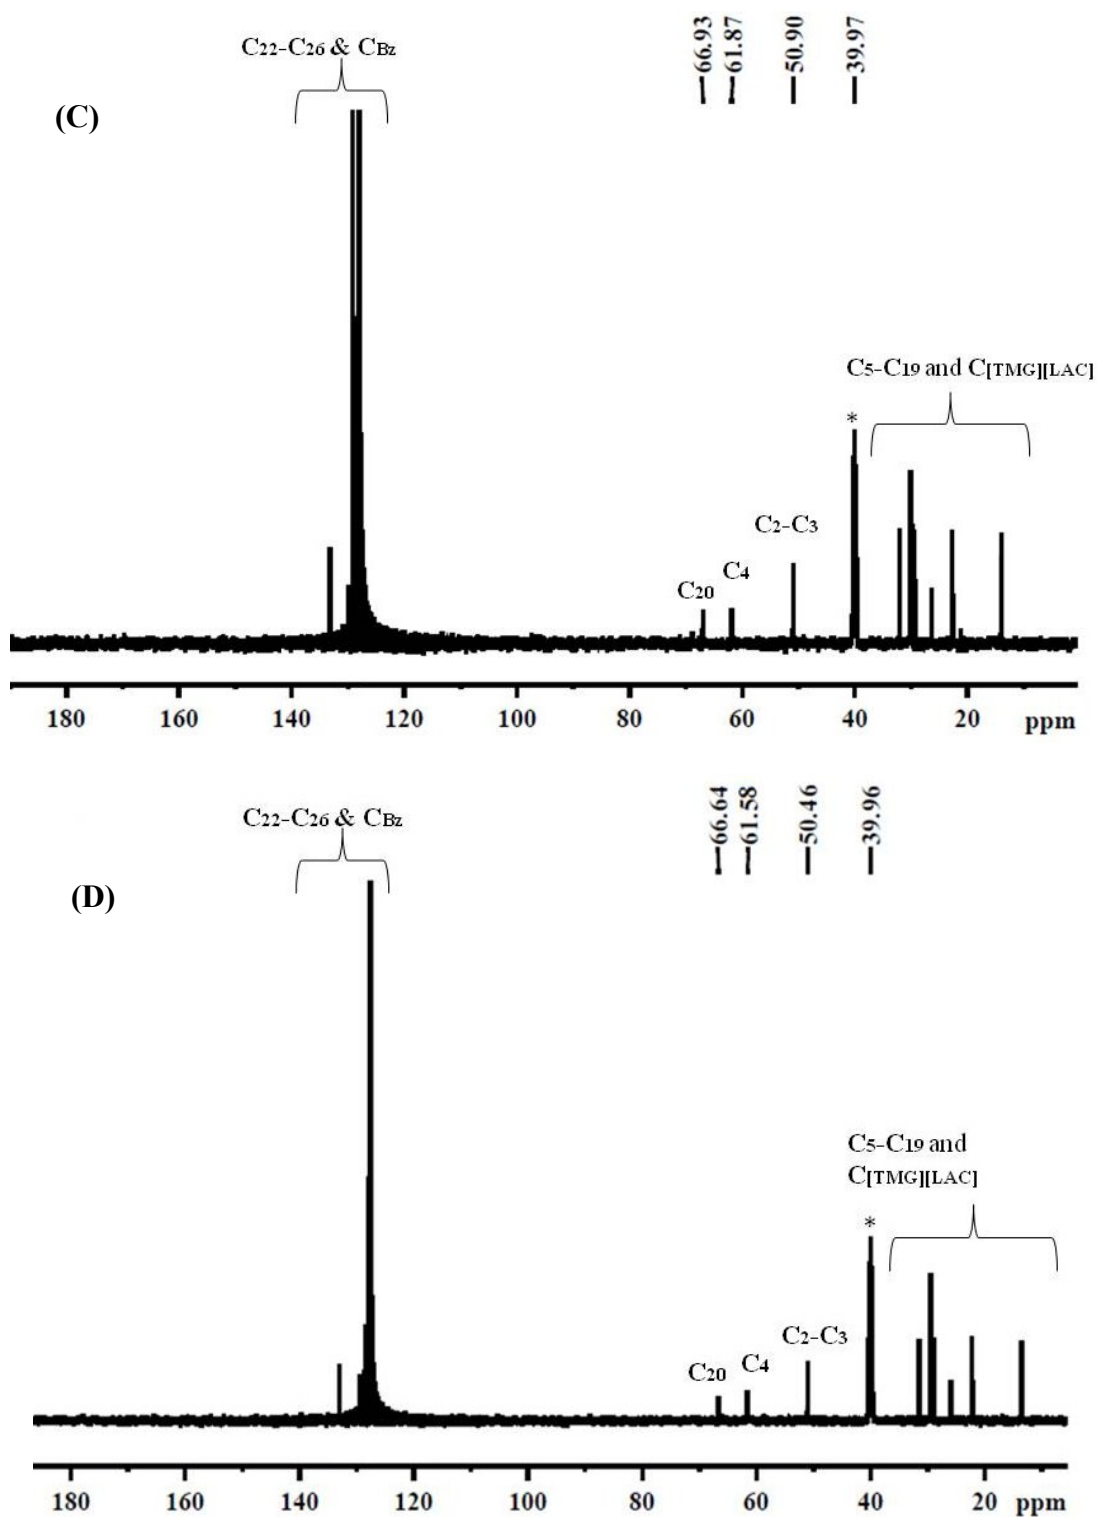 (C)
C22-C26 & CBz
66.93
61.87
50.90
39.97
C5-C19 and C[TMG][LAC]
*
C2-C3
C4
C20
180 160 140 120 100 80 60 40 20 ppm
(D)
C22-C26 & CBz
66.64
61.58
50.46
39.96
C5-C19 and
C[TMG][LAC]
*
C2-C3
C4
C20
180 160 140 120 100 80 60 40 20 ppm